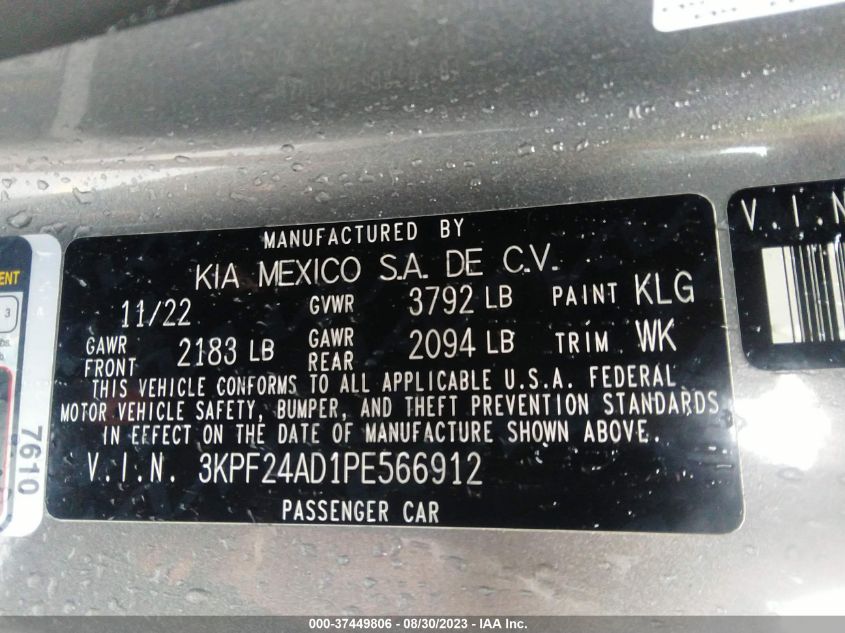 MANUFACTURED BY
KIA MEXICO S.A. DE C.V.
11/22 GVWR 3792 LB PAINT KLG
GAWR FRONT 2183 LB GAWR REAR 2094 LB TRIM WK
THIS VEHICLE CONFORMS TO ALL APPLICABLE U.S.A. FEDERAL
MOTOR VEHICLE SAFETY, BUMPER, AND THEFT PREVENTION STANDARDS
IN EFFECT ON THE DATE OF MANUFACTURE SHOWN ABOVE.
V.I.N. 3KPF24AD1PE566912
PASSENGER CAR
V.I.N
3
7610
000-37449806 - 08/30/2023 - IAA Inc.